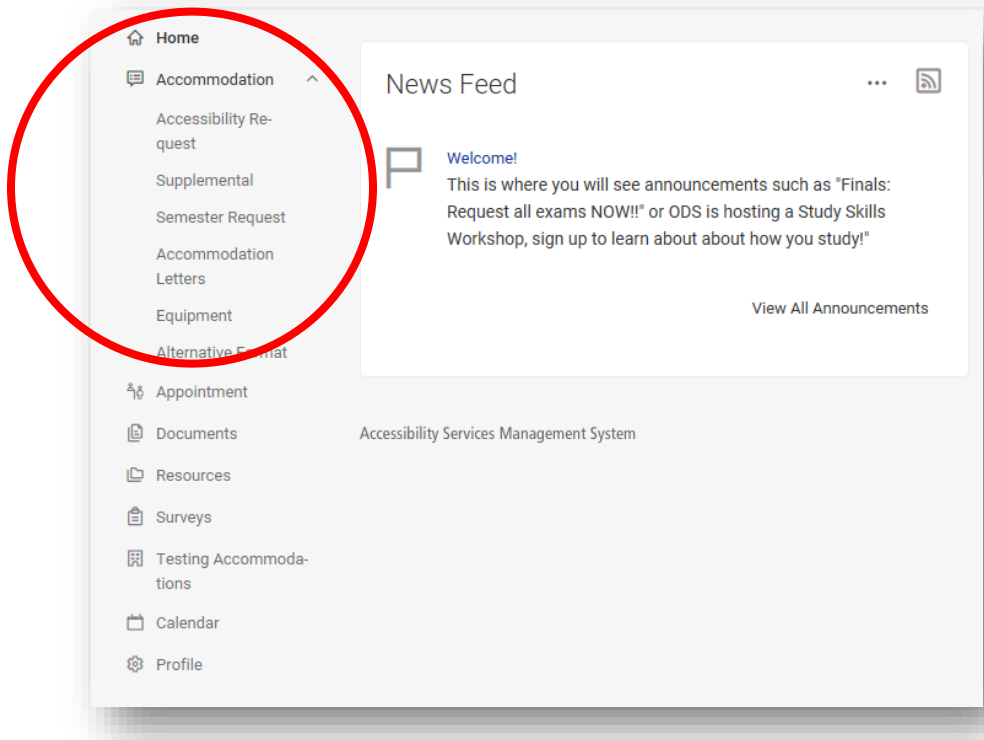 Home
Accommodation
Accessibility Re-
quest
Supplemental
Semester Request
Accommodation
Letters
Equipment
Alternative Format
Appointment
Documents
Resources
Surveys
Testing Accommoda-
tions
Calendar
Profile
News Feed
Welcome!
This is where you will see announcements such as "Finals:
Request all exams NOW!!" or ODS is hosting a Study Skills
Workshop, sign up to learn about about how you study!"
View All Announcements
Accessibility Services Management System